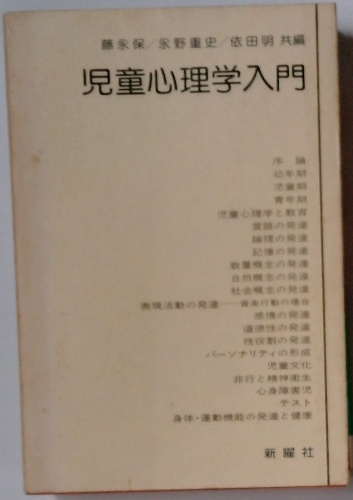 藤永保/永野重史/依田明 共編
児童心理学入門
序論
幼年期
児童期
青年期
児童心理学と教育
言語の発達
論理の発達
記憶の発達
数量概念の発達
自然概念の発達
社会概念の発達
表現活動の発達——音楽行動の場合
感情の発達
道徳性の発達
性役割の発達
パーソナリティの形成
児童文化
非行と精神衛生
心身障害児
テスト
身体・運動機能の発達と健康
新曜社